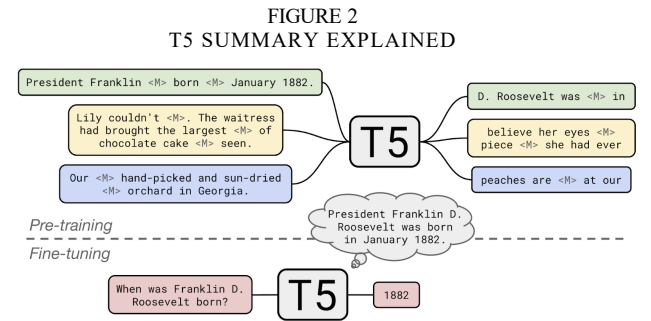 FIGURE 2
T5 SUMMARY EXPLAINED
President Franklin <M> born <M> January 1882.
Lily couldn't <M>. The waitress
had brought the largest <M> of
chocolate cake <M> seen.
Our <M> hand-picked and sun-dried
<M> orchard in Georgia.
T5
D. Roosevelt was <M> in
believe her eyes <M>
piece <M> she had ever
peaches are <M> at our
Pre-training
President Franklin D.
Roosevelt was born
in January 1882.
Fine-tuning
When was Franklin D.
Roosevelt born?
T5
1882